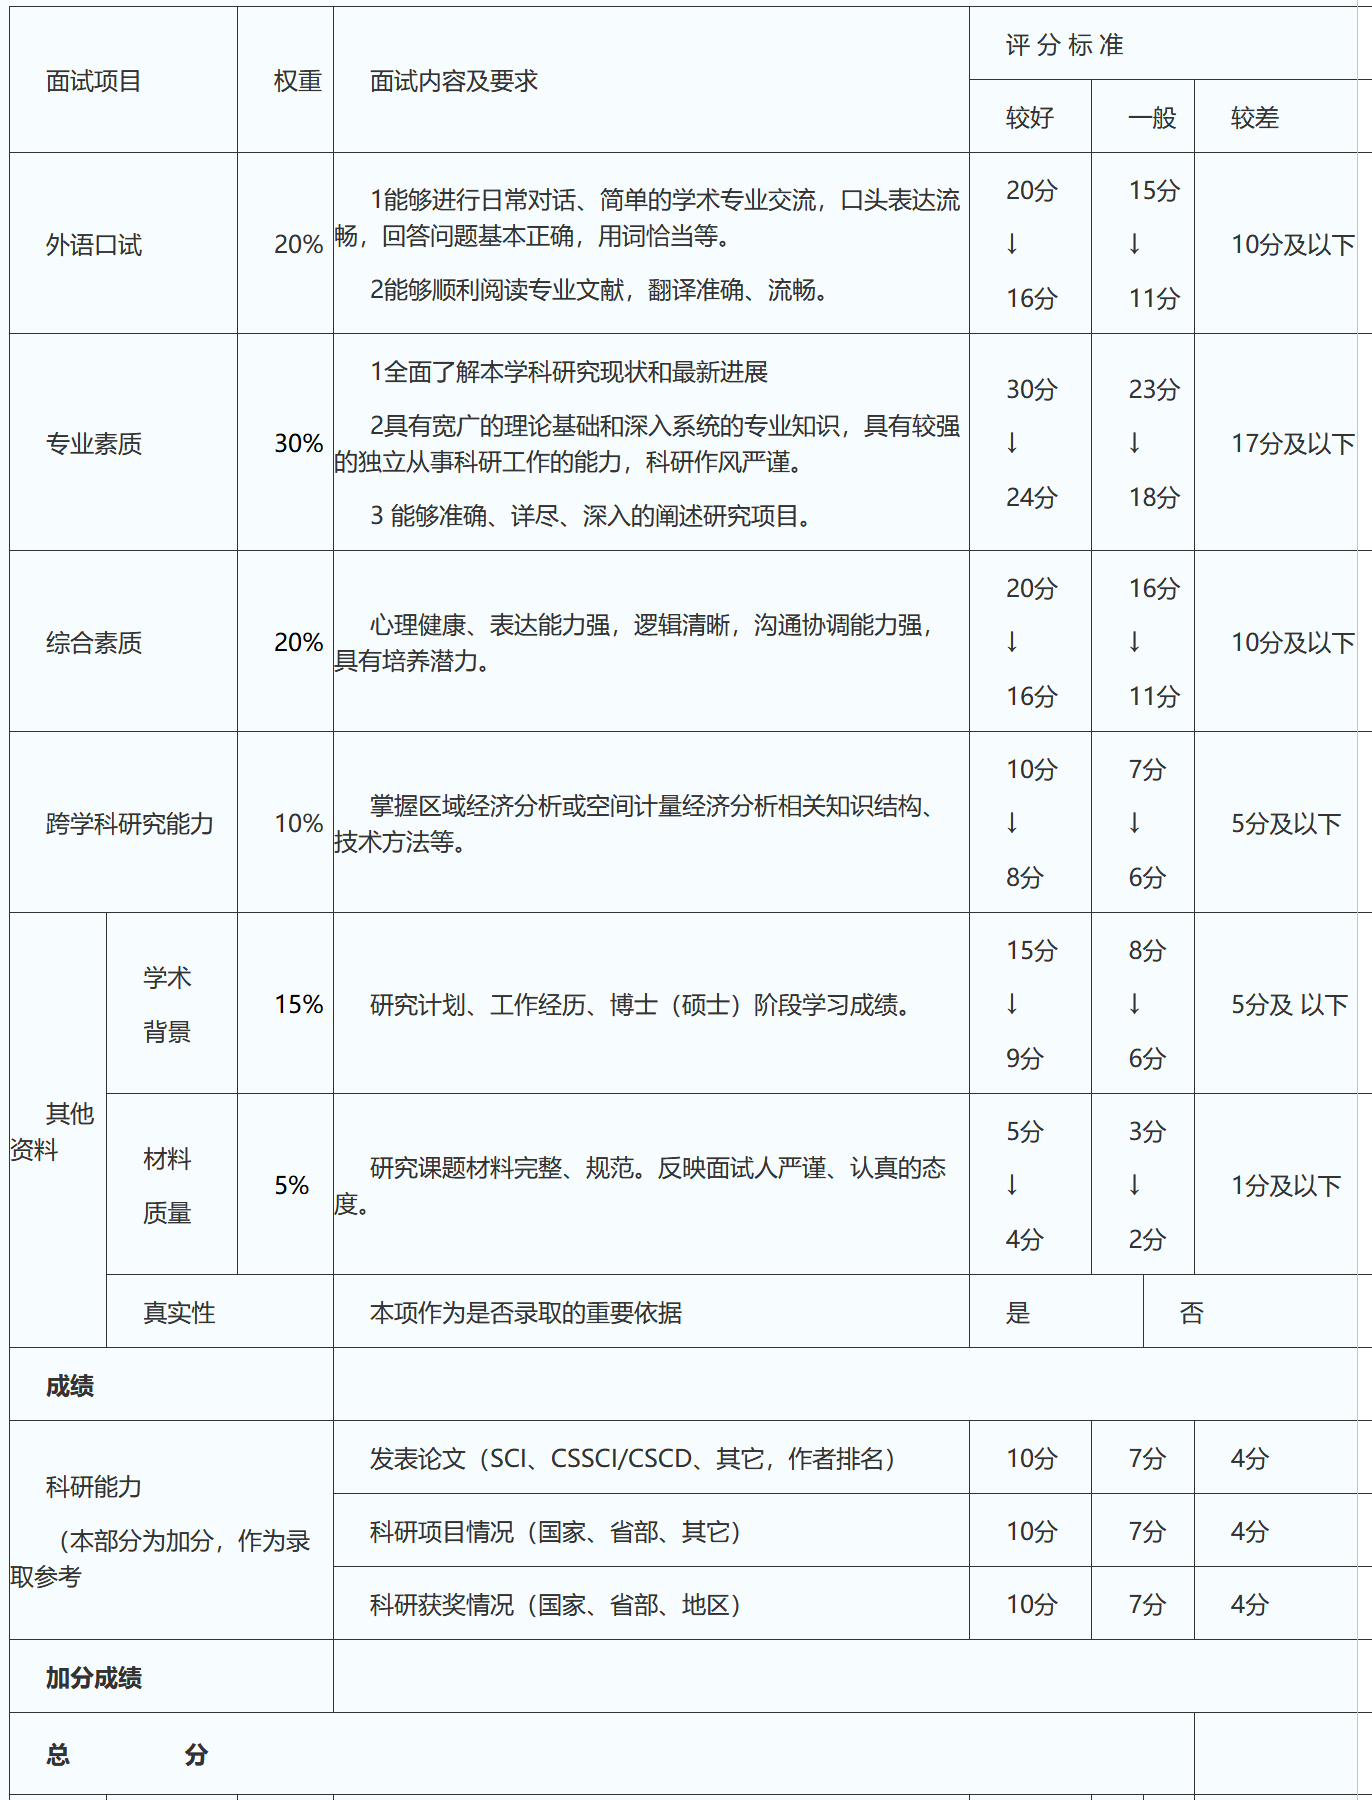 面试项目
权重
面试内容及要求
评 分 标 准
较好
一般
较差
外语口试
20%
1能够进行日常对话、简单的学术专业交流，口头表达流
畅，回答问题基本正确，用词恰当等。
2能够顺利阅读专业文献，翻译准确、流畅。
20分
↓
16分
15分
↓
11分
10分及以下
专业素质
30%
1全面了解本学科研究现状和最新进展
2具有宽广的理论基础和深入系统的专业知识，具有较强
的独立从事科研工作的能力，科研作风严谨。
3 能够准确、详尽、深入的阐述研究项目。
30分
↓
24分
23分
↓
18分
17分及以下
综合素质
20%
心理健康、表达能力强，逻辑清晰，沟通协调能力强，
具有培养潜力。
20分
↓
16分
16分
↓
11分
10分及以下
跨学科研究能力
10%
掌握区域经济分析或空间计量经济分析相关知识结构、
技术方法等。
10分
↓
8分
7分
↓
6分
5分及以下
其他
资料
学术
背景
15%
研究计划、工作经历、博士（硕士）阶段学习成绩。
15分
↓
9分
8分
↓
6分
5分及 以下
材料
质量
5%
研究课题材料完整、规范。反映面试人严谨、认真的态
度。
5分
↓
4分
3分
↓
2分
1分及以下
真实性
本项作为是否录取的重要依据
是
否
成绩
科研能力
（本部分为加分，作为录
取参考
发表论文（SCI、CSSCI/CSCD、其它，作者排名）
10分
7分
4分
科研项目情况（国家、省部、其它）
10分
7分
4分
科研获奖情况（国家、省部、地区）
10分
7分
4分
加分成绩
总 分